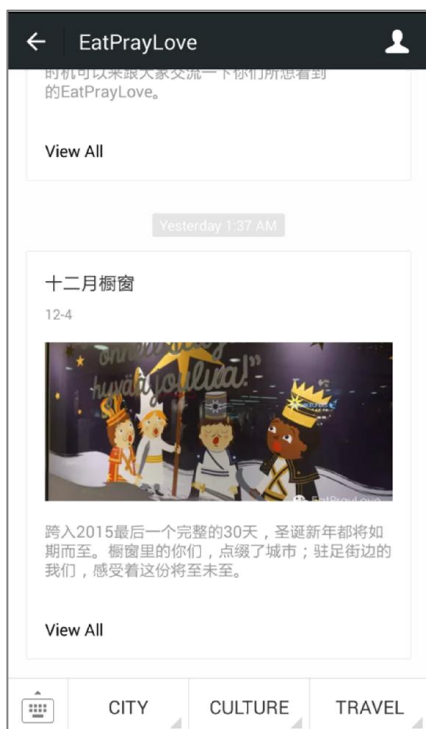 EatPrayLove
时机可以来跟大家交流一下你们所想看到
的EatPrayLove。
View All
Yesterday 1:37 AM
十二月橱窗
12-4
hyvää joulua!”
EatPrayLove
跨入2015最后一个完整的30天，圣诞新年都将如
期而至。橱窗里的你们，点缀了城市；驻足街边的
我们，感受着这份将至未至。
View All
CITY
CULTURE
TRAVEL